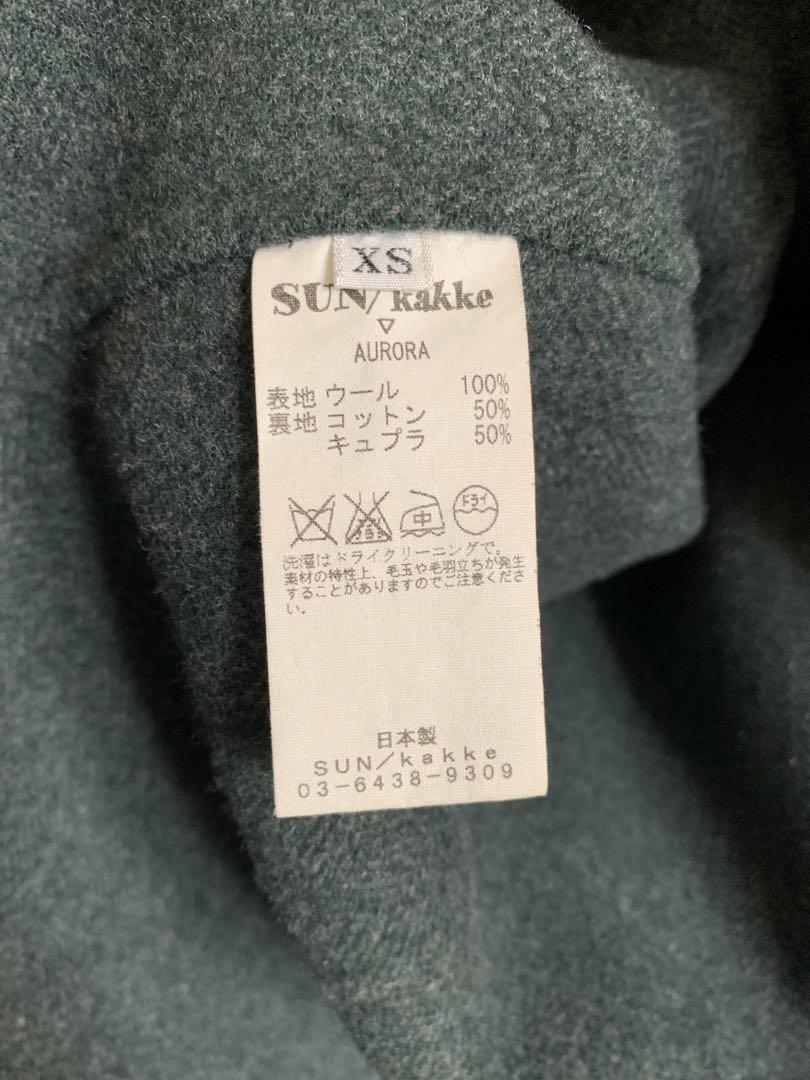 XS
SUN/kakke
▽
AURORA
表地 ウール 100%
裏地 コットン 50%
キュプラ 50%
中 ドライ
洗濯はドライクリーニングで。
素材の特性上、毛玉や毛羽立ちが発生
することがありますのでご注意くださ
い。
日本製
SUN/kakke
03-6438-9309